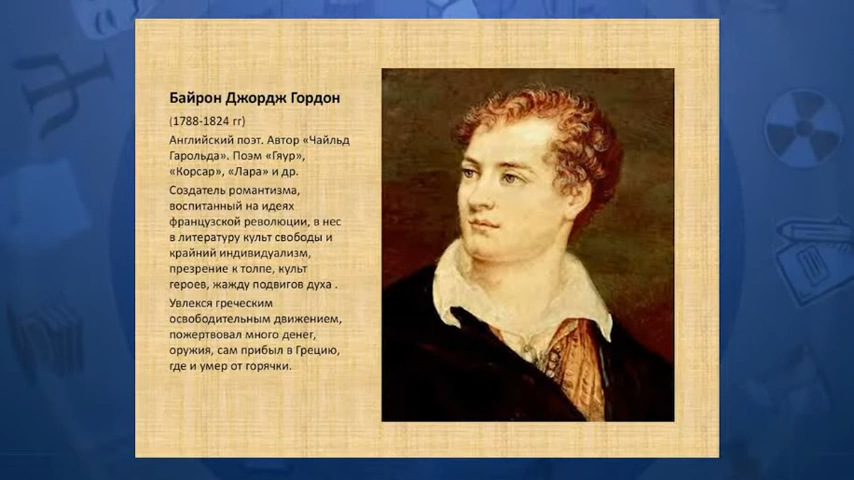 Байрон Джордж Гордон
(1788-1824 гг)
Английский поэт. Автор «Чайльд
Гарольда». Поэм «Гяур»,
«Корсар», «Лара» и др.
Создатель романтизма,
воспитанный на идеях
французской революции, в нес
в литературу культ свободы и
крайний индивидуализм,
презрение к толпе, культ
героев, жажду подвигов духа .
Увлекся греческим
освободительным движением,
пожертвовал много денег,
оружия, сам прибыл в Грецию,
где и умер от горячки.